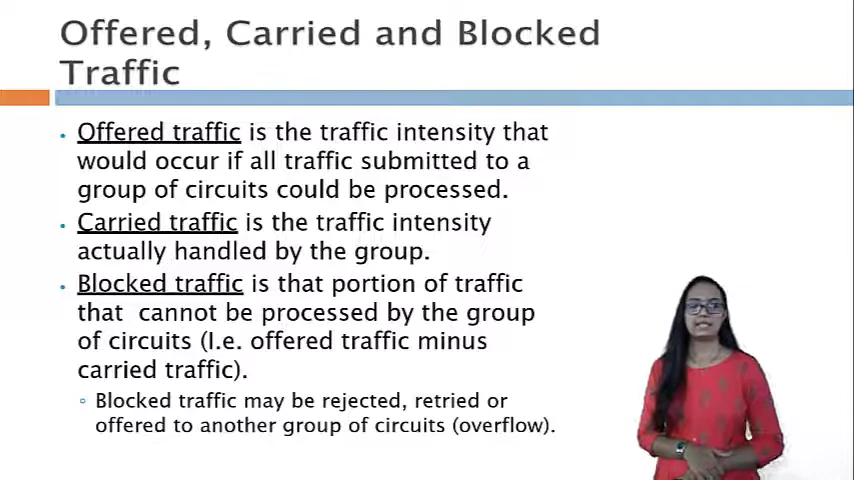 Offered, Carried and Blocked
Traffic
• Offered traffic is the traffic intensity that
would occur if all traffic submitted to a
group of circuits could be processed.
• Carried traffic is the traffic intensity
actually handled by the group.
• Blocked traffic is that portion of traffic
that cannot be processed by the group
of circuits (I.e. offered traffic minus
carried traffic).
◦ Blocked traffic may be rejected, retried or
offered to another group of circuits (overflow).